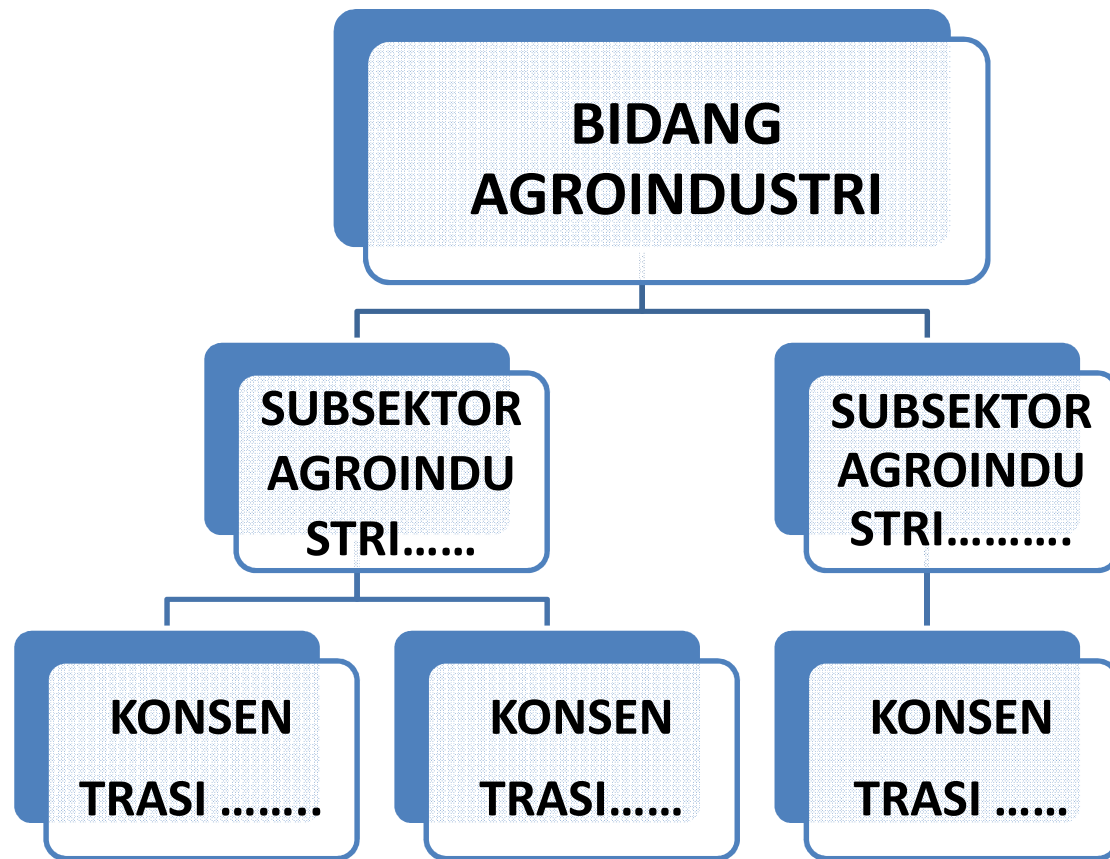 BIDANG
AGROINDUSTRI
SUBSEKTOR
AGROINDU
STRI……
SUBSEKTOR
AGROINDU
STRI……….
KONSEN
TRASI ……..
KONSEN
TRASI……
KONSEN
TRASI ……